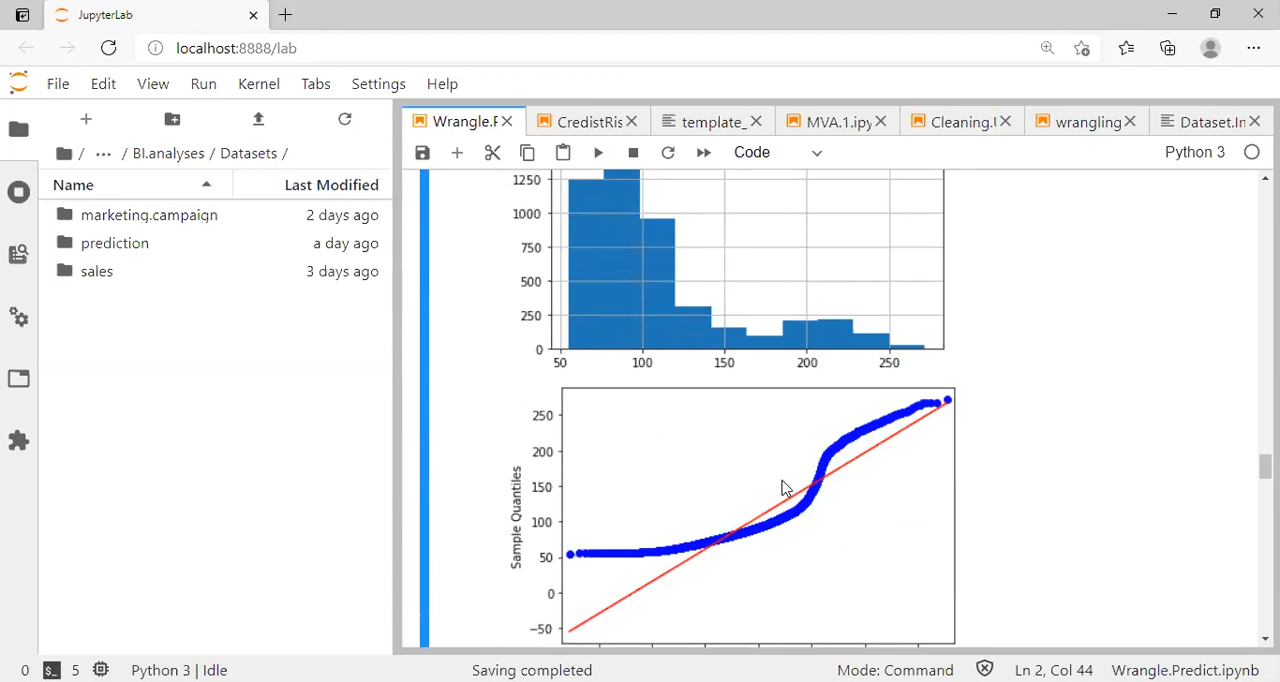 JupyterLab
localhost:8888/lab
File Edit View Run Kernel Tabs Settings Help
/ ··· / BI.analyses / Datasets /
Name Last Modified
marketing.campaign 2 days ago
prediction a day ago
sales 3 days ago
Wrangle.F CredistRis template_ MVA.1.ipy Cleaning.U wrangling Dataset.In
Code Python 3
1250
1000
750
500
250
0
50 100 150 200 250
250
200
150
100
50
0
−50
Sample Quantiles
0 5 Python 3 | Idle Saving completed Mode: Command Ln 2, Col 44 Wrangle.Predict.ipynb